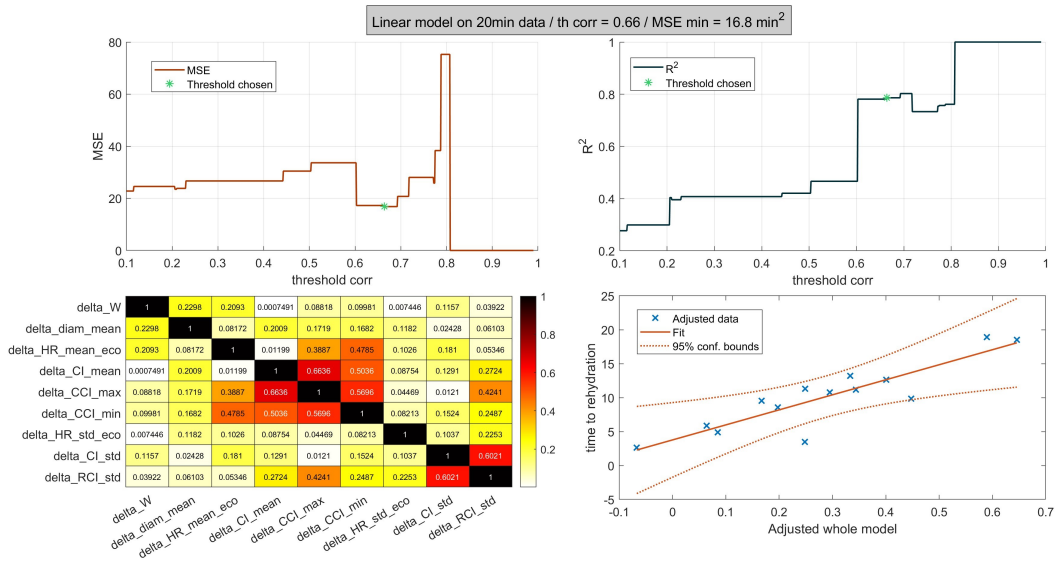 Linear model on 20min data / th corr = 0.66 / MSE min = 16.8 min²
80
60
40
20
0
MSE
MSE
Threshold chosen
0.1 0.2 0.3 0.4 0.5 0.6 0.7 0.8 0.9 1
threshold corr
1
0.8
0.6
0.4
0.2
R²
R²
Threshold chosen
0.1 0.2 0.3 0.4 0.5 0.6 0.7 0.8 0.9 1
threshold corr
delta_W 1 0.2298 0.2093 0.0007491 0.08818 0.09981 0.007446 0.1157 0.03922
delta_diam_mean 0.2298 1 0.08172 0.2009 0.1719 0.1682 0.1182 0.02428 0.06103
delta_HR_mean_eco 0.2093 0.08172 1 0.01199 0.3887 0.4785 0.1026 0.181 0.05346
delta_CI_mean 0.0007491 0.2009 0.01199 1 0.6636 0.5036 0.08754 0.1291 0.2724
delta_CCI_max 0.08818 0.1719 0.3887 0.6636 1 0.5696 0.04469 0.0121 0.4241
delta_CCI_min 0.09981 0.1682 0.4785 0.5036 0.5696 1 0.08213 0.1524 0.2487
delta_HR_std_eco 0.007446 0.1182 0.1026 0.08754 0.04469 0.08213 1 0.1037 0.2253
delta_CI_std 0.1157 0.02428 0.181 0.1291 0.0121 0.1524 0.1037 1 0.6021
delta_RCI_std 0.03922 0.06103 0.05346 0.2724 0.4241 0.2487 0.2253 0.6021 1
delta_W
delta_diam_mean
delta_HR_mean_eco
delta_CI_mean
delta_CCI_max
delta_CCI_min
delta_HR_std_eco
delta_CI_std
delta_RCI_std
1
0.8
0.6
0.4
0.2
25
20
15
10
5
0
-5
time to rehydration
Adjusted data
Fit
95% conf. bounds
-0.1 0 0.1 0.2 0.3 0.4 0.5 0.6 0.7
Adjusted whole model